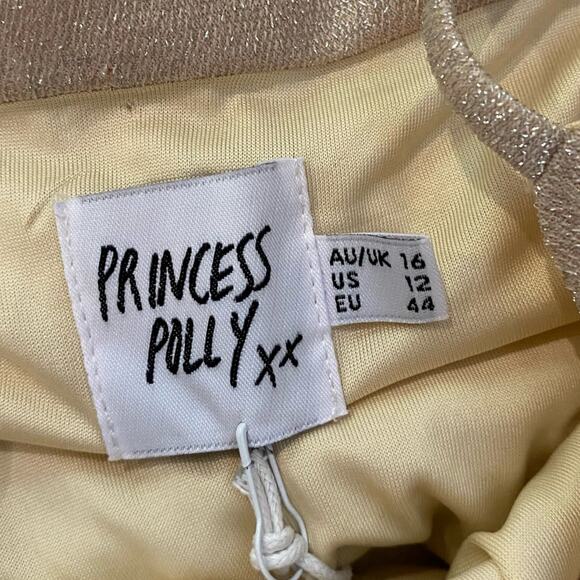 PRINCESS
POLLY xx
AU/UK 16
US 12
EU 44